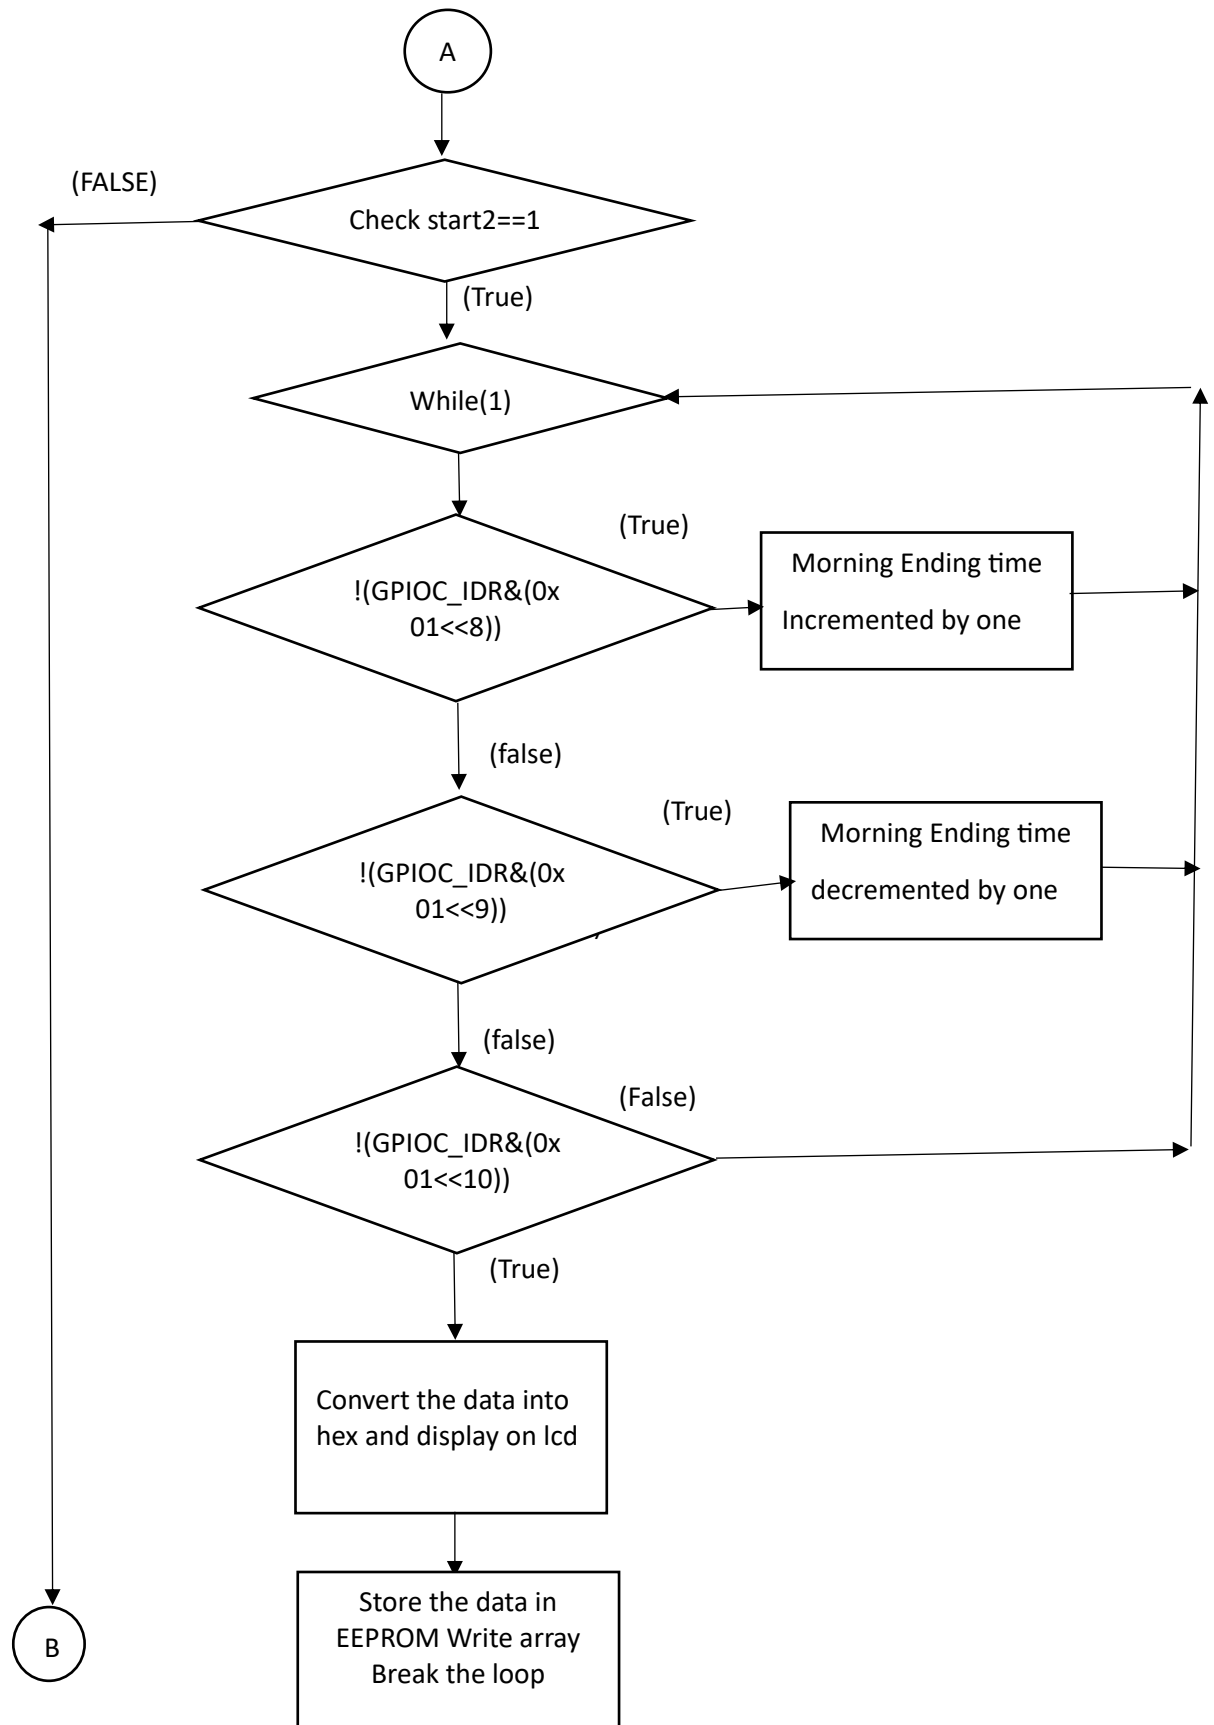 A
(FALSE)
Check start2==1
(True)
While(1)
(True)
!(GPIOC_IDR&(0x
01<<8))
Morning Ending time
Incremented by one
(false)
(True)
!(GPIOC_IDR&(0x
01<<9))
Morning Ending time
decremented by one
(false)
(False)
!(GPIOC_IDR&(0x
01<<10))
(True)
Convert the data into
hex and display on lcd
Store the data in
EEPROM Write array
Break the loop
B